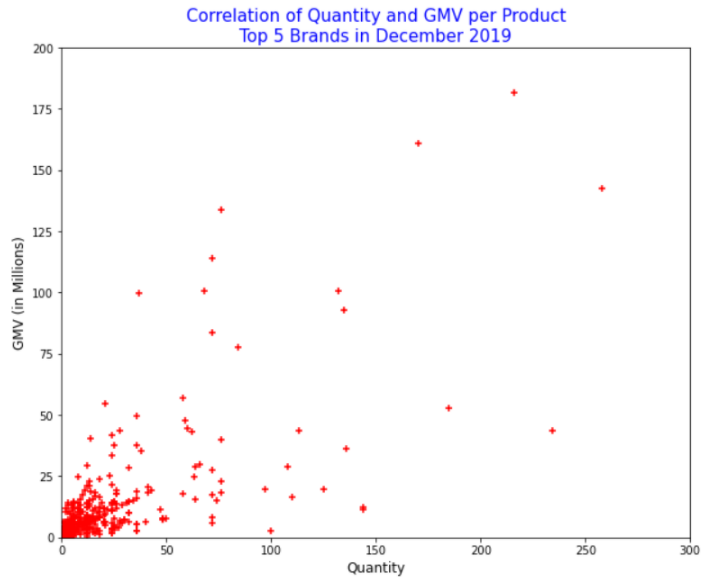 Correlation of Quantity and GMV per Product
Top 5 Brands in December 2019
200
175
150
125
100
75
50
25
0
GMV (in Millions)
0 50 100 150 200 250 300
Quantity